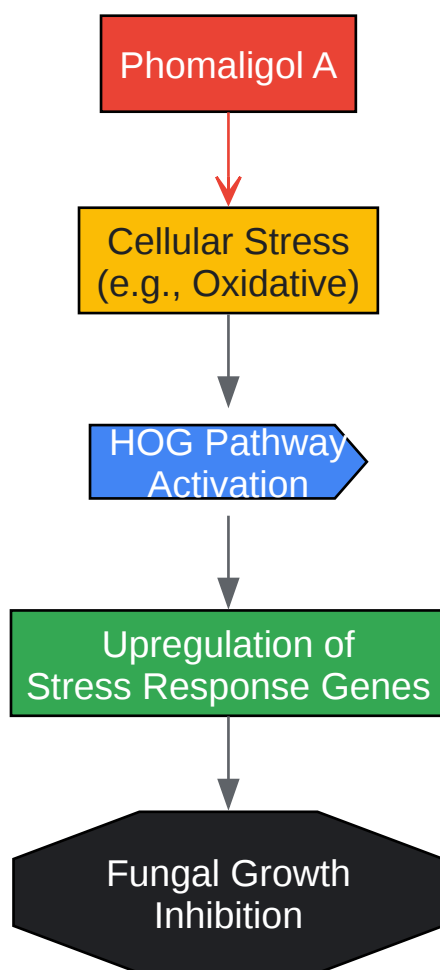 Phomaligol A
Cellular Stress
(e.g., Oxidative)
HOG Pathway
Activation
Upregulation of
Stress Response Genes
Fungal Growth
Inhibition